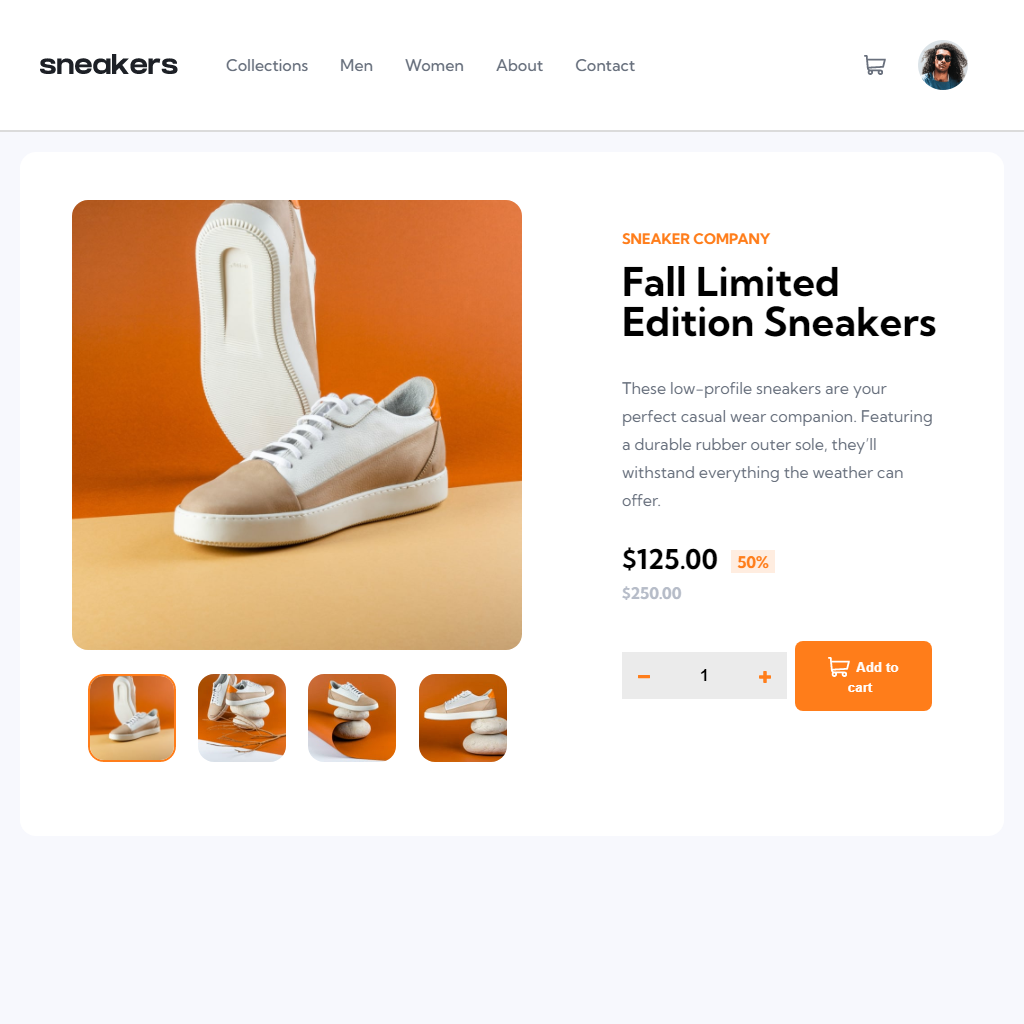 sneakers
Collections Men Women About Contact
SNEAKER COMPANY
Fall Limited
Edition Sneakers
These low-profile sneakers are your
perfect casual wear companion. Featuring
a durable rubber outer sole, they'll
withstand everything the weather can
offer.
$125.00 50%
$250.00
1
Add to
cart